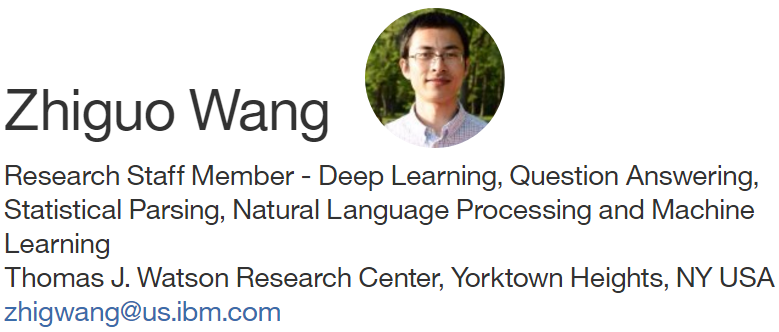 Zhiguo Wang
Research Staff Member - Deep Learning, Question Answering,
Statistical Parsing, Natural Language Processing and Machine
Learning
Thomas J. Watson Research Center, Yorktown Heights, NY USA
zhigwang@us.ibm.com